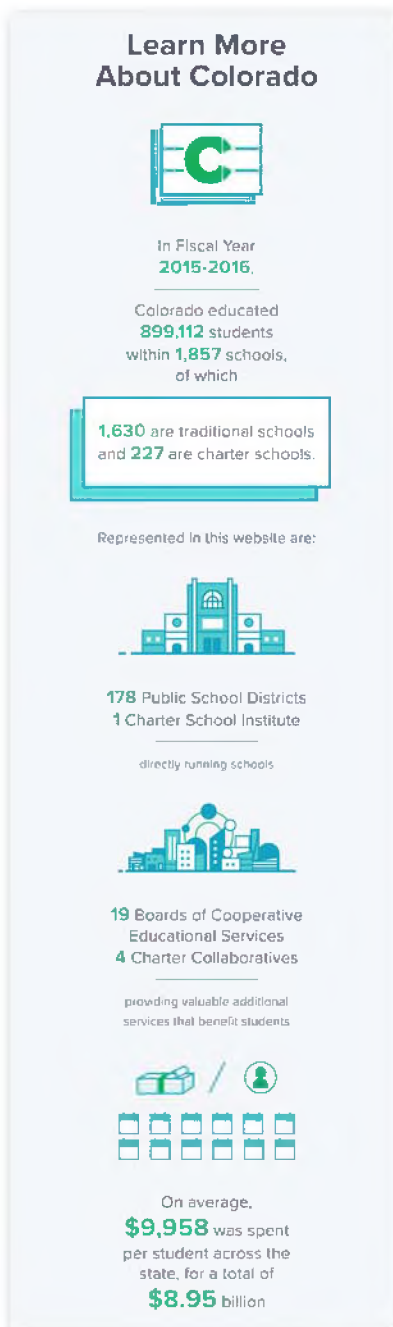 Learn More
About Colorado
C
In Fiscal Year
2015-2016,
Colorado educated
899,112 students
within 1,857 schools,
of which
1,630 are traditional schools
and 227 are charter schools.
Represented in this website are:
178 Public School Districts
1 Charter School Institute
directly running schools
19 Boards of Cooperative
Educational Services
4 Charter Collaboratives
providing valuable additional
services that benefit students
/
On average,
$9,958 was spent
per student across the
state, for a total of
$8.95 billion